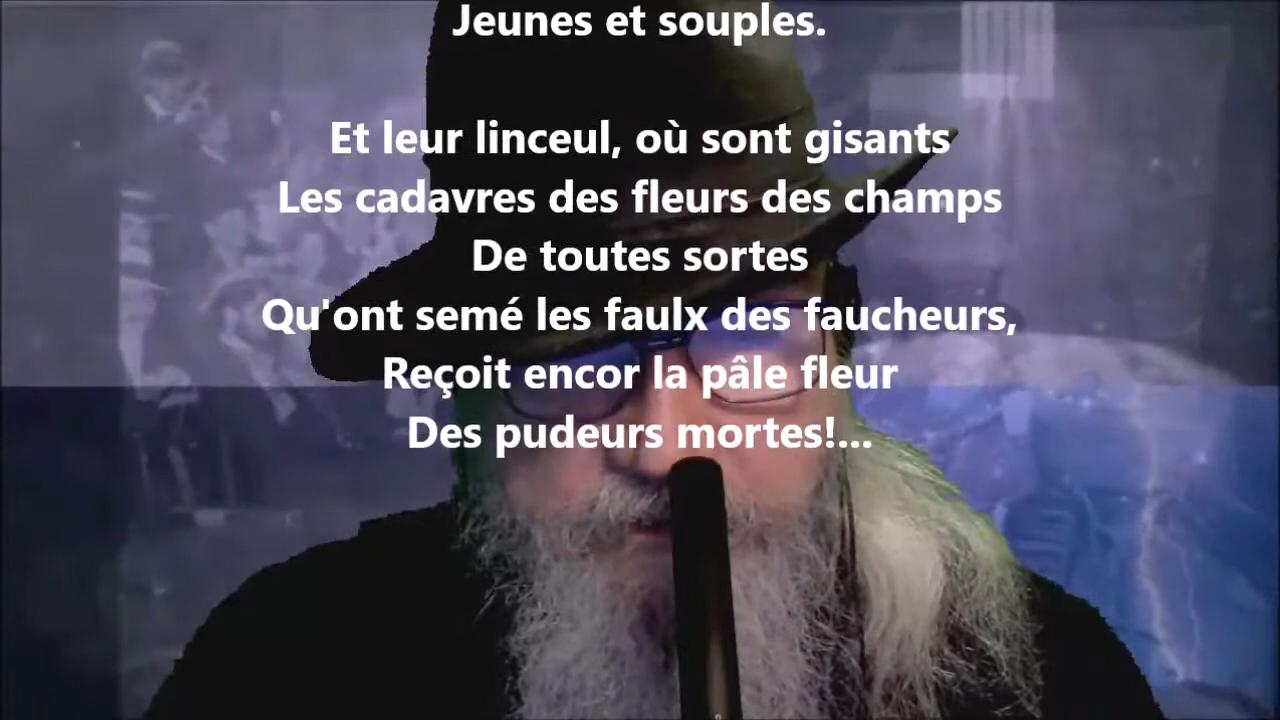 Jeunes et souples.
Et leur linceul, où sont gisants
Les cadavres des fleurs des champs
De toutes sortes
Qu'ont semé les faulx des faucheurs,
Reçoit encor la pâle fleur
Des pudeurs mortes!...